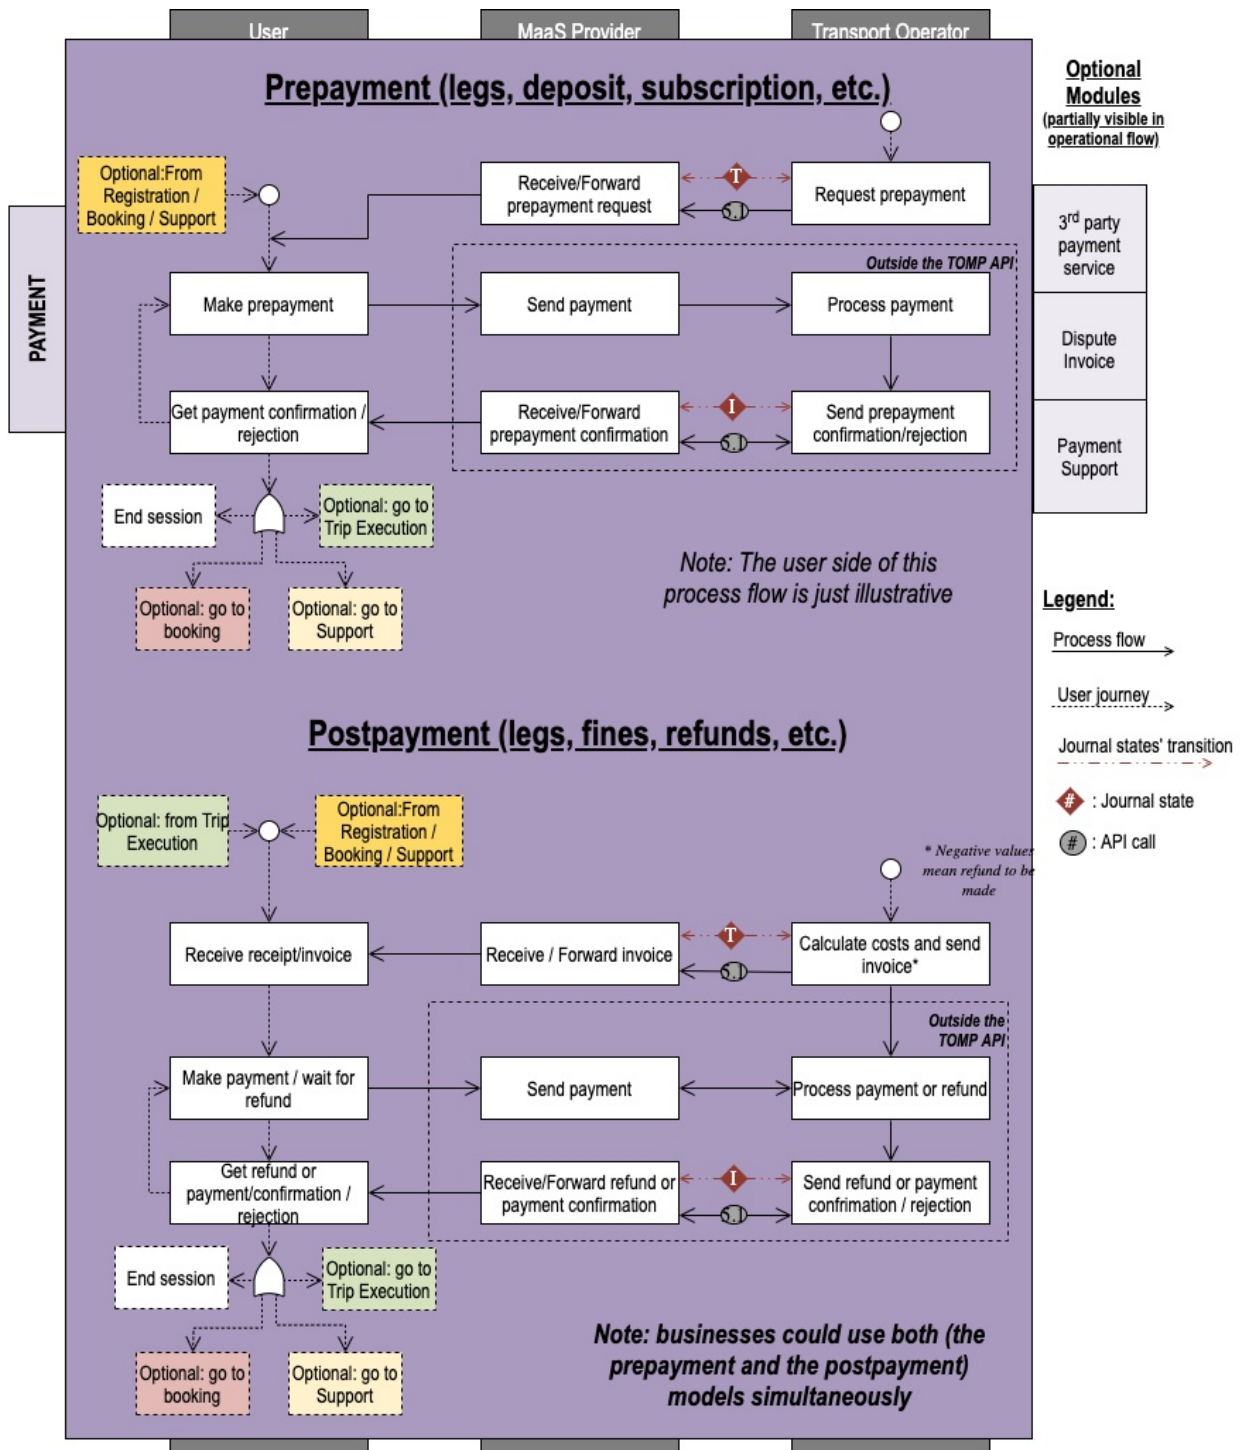 User
MaaS Provider
Transport Operator
Prepayment (legs, deposit, subscription, etc.)
Optional
Modules
(partially visible in
operational flow)
Optional:From
Registration /
Booking / Support
Receive/Forward
prepayment request
T
5.1
Request prepayment
PAYMENT
3rd party
payment
service
Outside the TOMP API
Make prepayment
Send payment
Process payment
Dispute
Invoice
Get payment confirmation /
rejection
Receive/Forward
prepayment confirmation
I
5.1
Send prepayment
confirmation/rejection
Payment
Support
End session
Optional: go to
Trip Execution
Optional: go to
booking
Optional: go to
Support
Note: The user side of this
process flow is just illustrative
Legend:
Process flow
User journey
Journal states' transition
# : Journal state
# : API call
Postpayment (legs, fines, refunds, etc.)
Optional: from Trip
Execution
Optional:From
Registration /
Booking / Support
* Negative values
mean refund to be
made
Receive receipt/invoice
Receive / Forward invoice
T
5.1
Calculate costs and send
invoice*
Outside the
TOMP API
Make payment / wait for
refund
Send payment
Process payment or refund
Get refund or
payment/confirmation /
rejection
Receive/Forward refund or
payment confirmation
I
5.1
Send refund or payment
confrimation / rejection
End session
Optional: go to
Trip Execution
Optional: go to
booking
Optional: go to
Support
Note: businesses could use both (the
prepayment and the postpayment)
models simultaneously